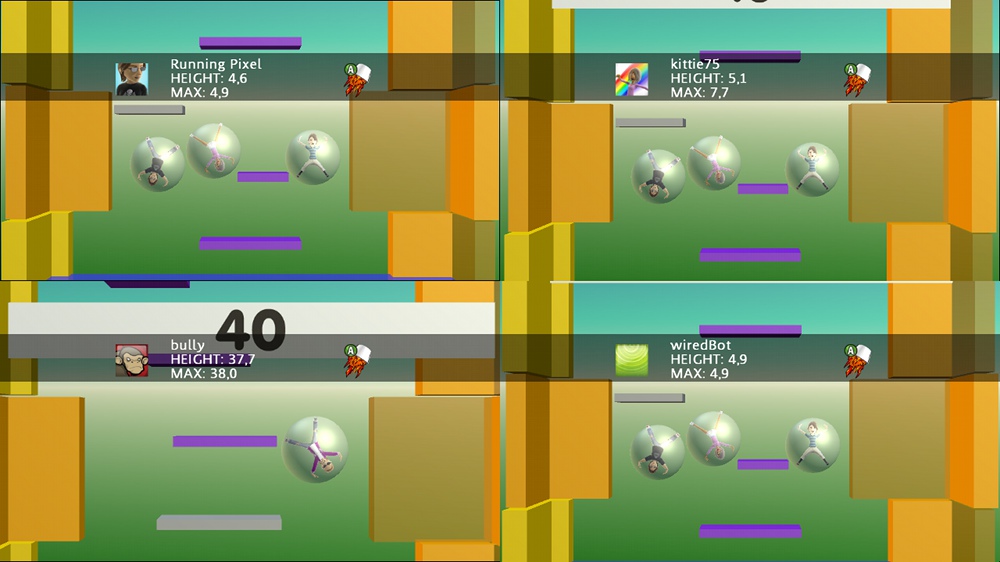 Running Pixel
HEIGHT: 4,6
MAX: 4,9
A
kittie75
HEIGHT: 5,1
MAX: 7,7
A
40
bully
HEIGHT: 37,7
MAX: 38,0
A
wiredBot
HEIGHT: 4,9
MAX: 4,9
A